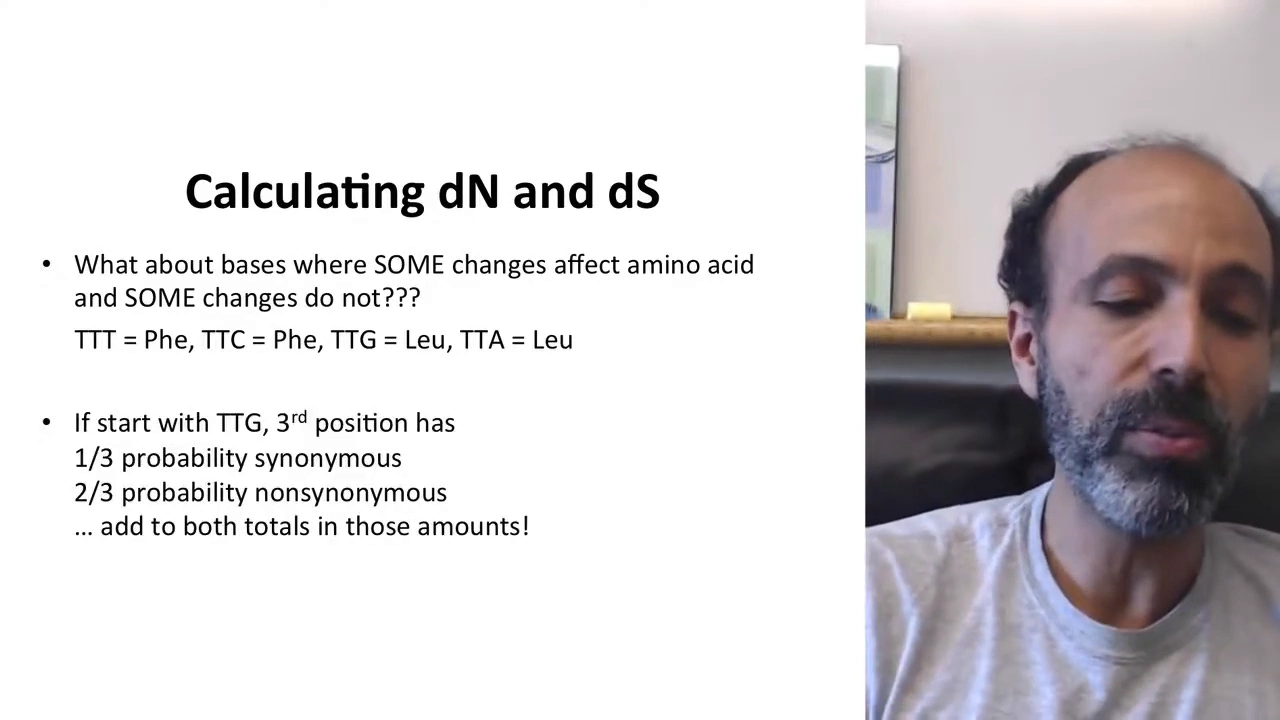 Calculating dN and dS
• What about bases where SOME changes affect amino acid
and SOME changes do not???
TTT = Phe, TTC = Phe, TTG = Leu, TTA = Leu
• If start with TTG, 3rd position has
1/3 probability synonymous
2/3 probability nonsynonymous
… add to both totals in those amounts!